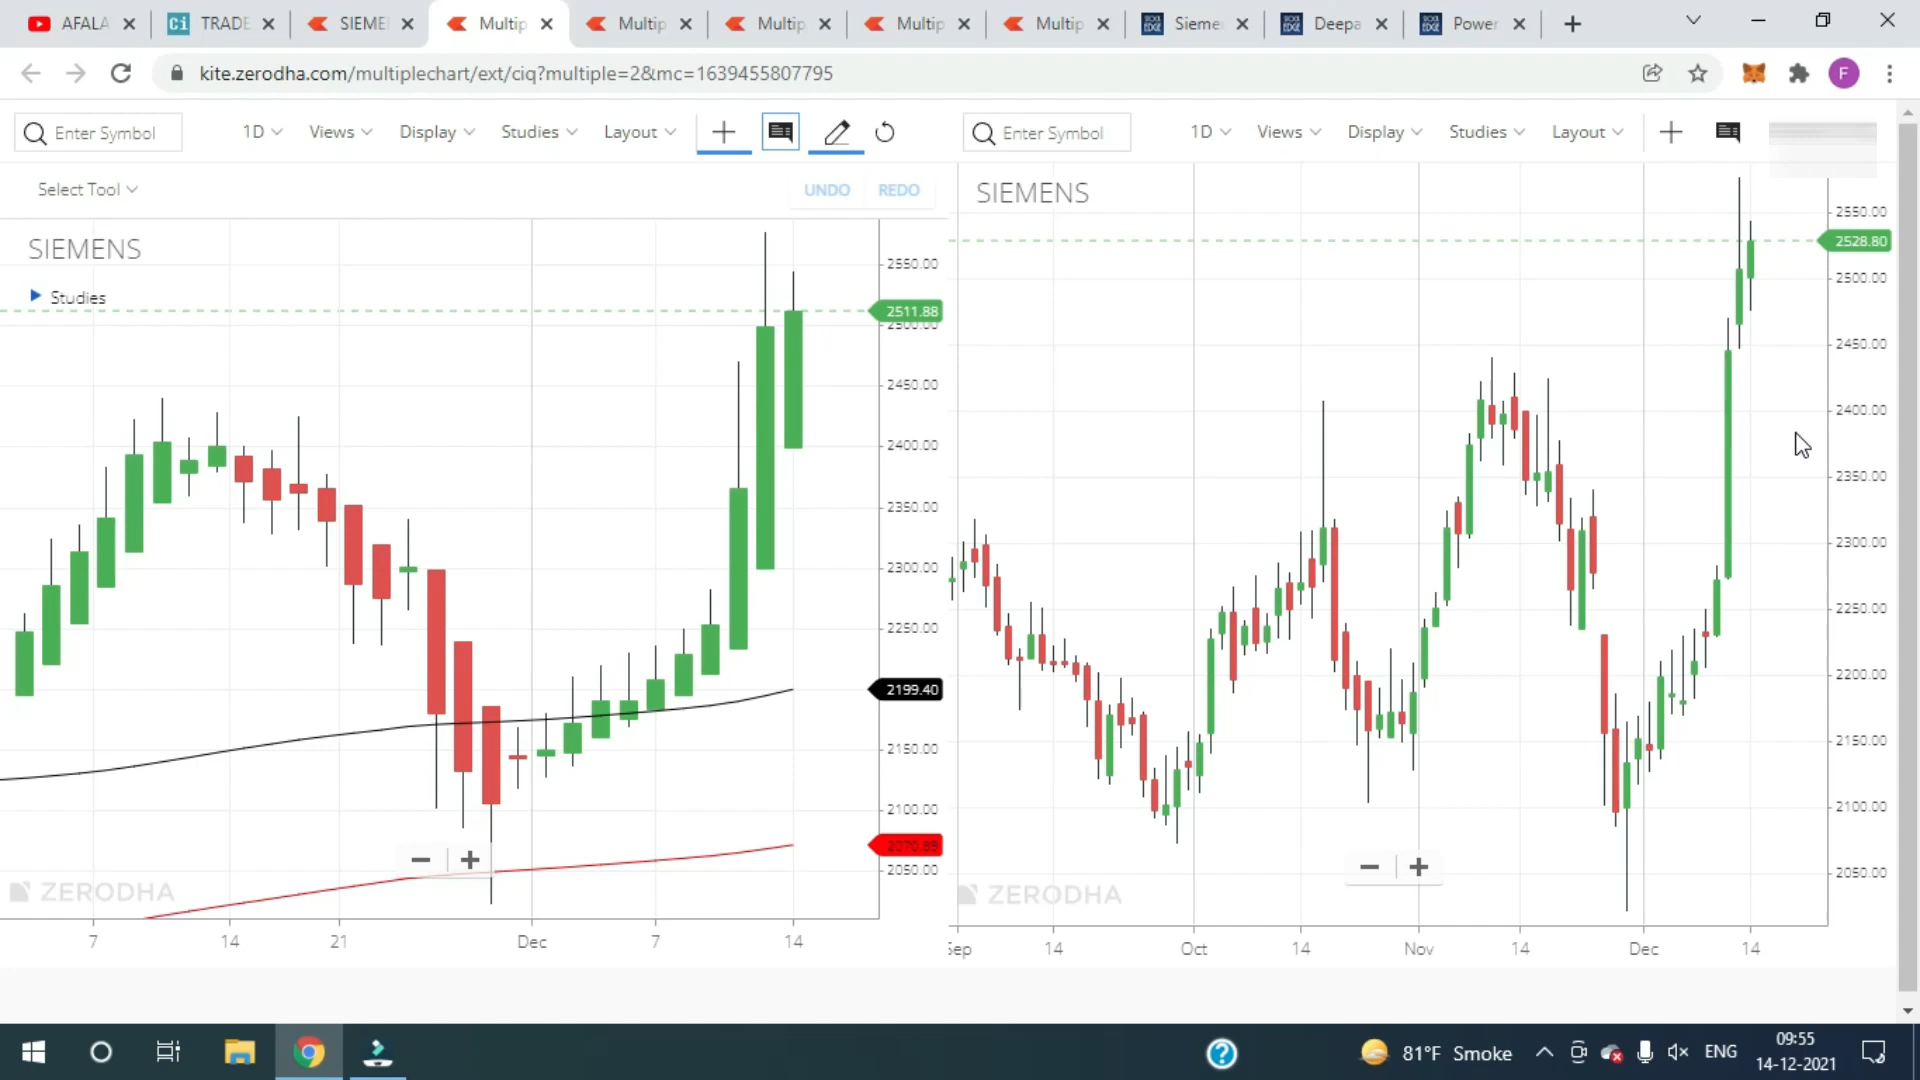 AFALA
TRADE
SIEME
Multip
Multip
Multip
Multip
Multip
Sieme
Deepa
Power
kite.zerodha.com/multiplechart/ext/ciq?multiple=2&mc=1639455807795
F
Enter Symbol 1D Views Display Studies Layout
Enter Symbol 1D Views Display Studies Layout
Select Tool UNDO REDO
SIEMENS
Studies
2550.00
2511.88
2500.00
2450.00
2400.00
2350.00
2300.00
2250.00
2199.40
2150.00
2100.00
2070.89
2050.00
ZERODHA
7 14 21 Dec 7 14
SIEMENS
2550.00
2528.80
2500.00
2450.00
2400.00
2350.00
2300.00
2250.00
2200.00
2150.00
2100.00
2050.00
ZERODHA
Sep 14 Oct 14 Nov 14 Dec 14
81°F Smoke
ENG
09:55
14-12-2021